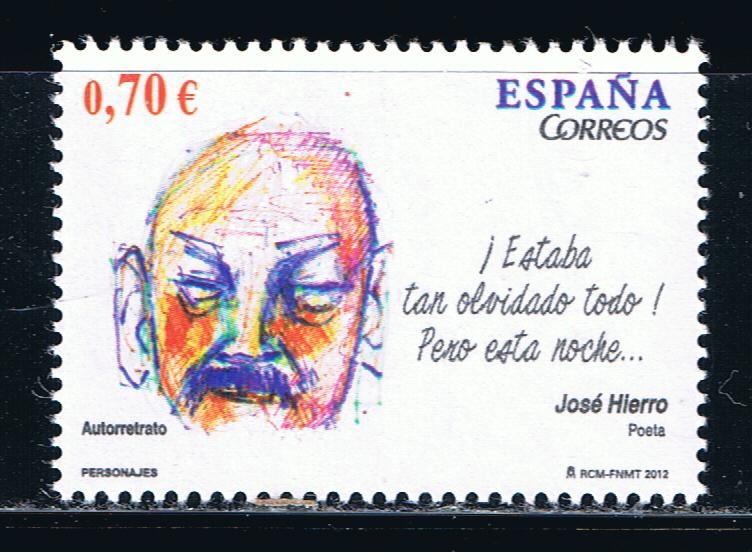 0,70 €
ESPAÑA
CORREOS
¡Estaba
tan olvidado todo!
Pero esta noche...
José Hierro
Poeta
Autorretrato
PERSONAJES
RCM-FNMT 2012